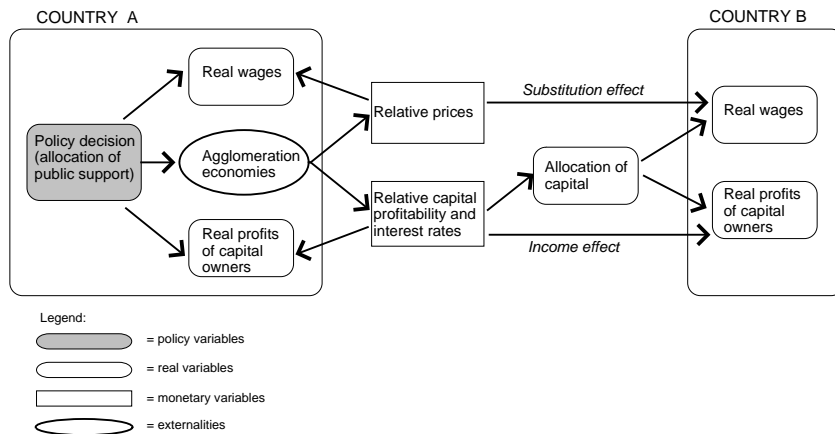 COUNTRY A
COUNTRY B
Real wages
Policy decision
(allocation of
public support)
Agglomeration
economies
Real profits
of capital
owners
Relative prices
Relative capital
profitability and
interest rates
Substitution effect
Allocation of
capital
Income effect
Real wages
Real profits
of capital
owners
Legend:
= policy variables
= real variables
= monetary variables
= externalities